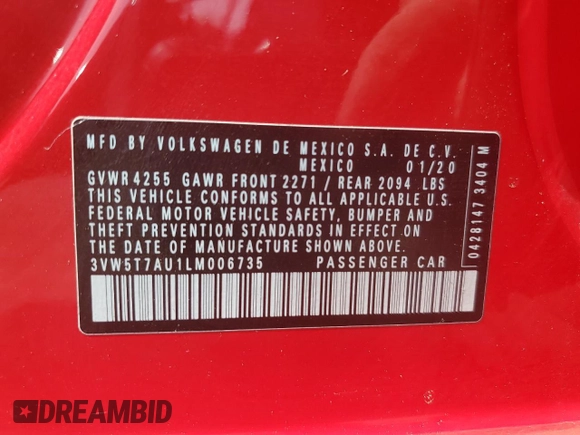 MFD BY VOLKSWAGEN DE MEXICO S.A. DE C.V.
MEXICO 01/20
GVWR 4255 GAWR FRONT 2271 / REAR 2094 LBS
THIS VEHICLE CONFORMS TO ALL APPLICABLE U.S.
FEDERAL MOTOR VEHICLE SAFETY, BUMPER AND
THEFT PREVENTION STANDARDS IN EFFECT ON
THE DATE OF MANUFACTURE SHOWN ABOVE.
3VW5T7AU1LM006735 PASSENGER CAR
0428147 3404 M
DREAMBID